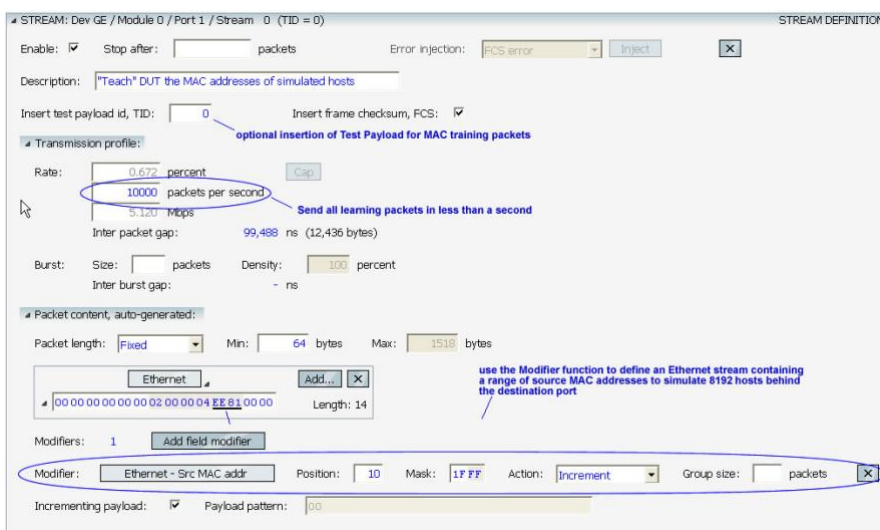 STREAM: Dev GE / Module 0 / Port 1 / Stream 0 (TID = 0) STREAM DEFINITION
Enable: Stop after: packets Error injection: FCS error Inject X
Description: "Teach" DUT the MAC addresses of simulated hosts
Insert test payload id, TID: 0 Insert frame checksum, FCS:
optional insertion of Test Payload for MAC training packets
Transmission profile:
Rate: 0.672 percent Cap
10000 packets per second
Send all learning packets in less than a second
5.120 Mbps
Inter packet gap: 99,488 ns (12,436 bytes)
Burst: Size: packets Density: 100 percent
Inter burst gap: - ns
Packet content, auto-generated:
Packet length: Fixed Min: 64 bytes Max: 1518 bytes
use the Modifier function to define an Ethernet stream containing
a range of source MAC addresses to simulate 8192 hosts behind
the destination port
Ethernet Add... X
00 00 00 00 00 00 02 00 00 04 EE 81 00 00 Length: 14
Modifiers: 1 Add field modifier
Modifier: Ethernet - Src MAC addr Position: 10 Mask: 1F FF Action: Increment Group size: packets X
Incrementing payload: Payload pattern: 00